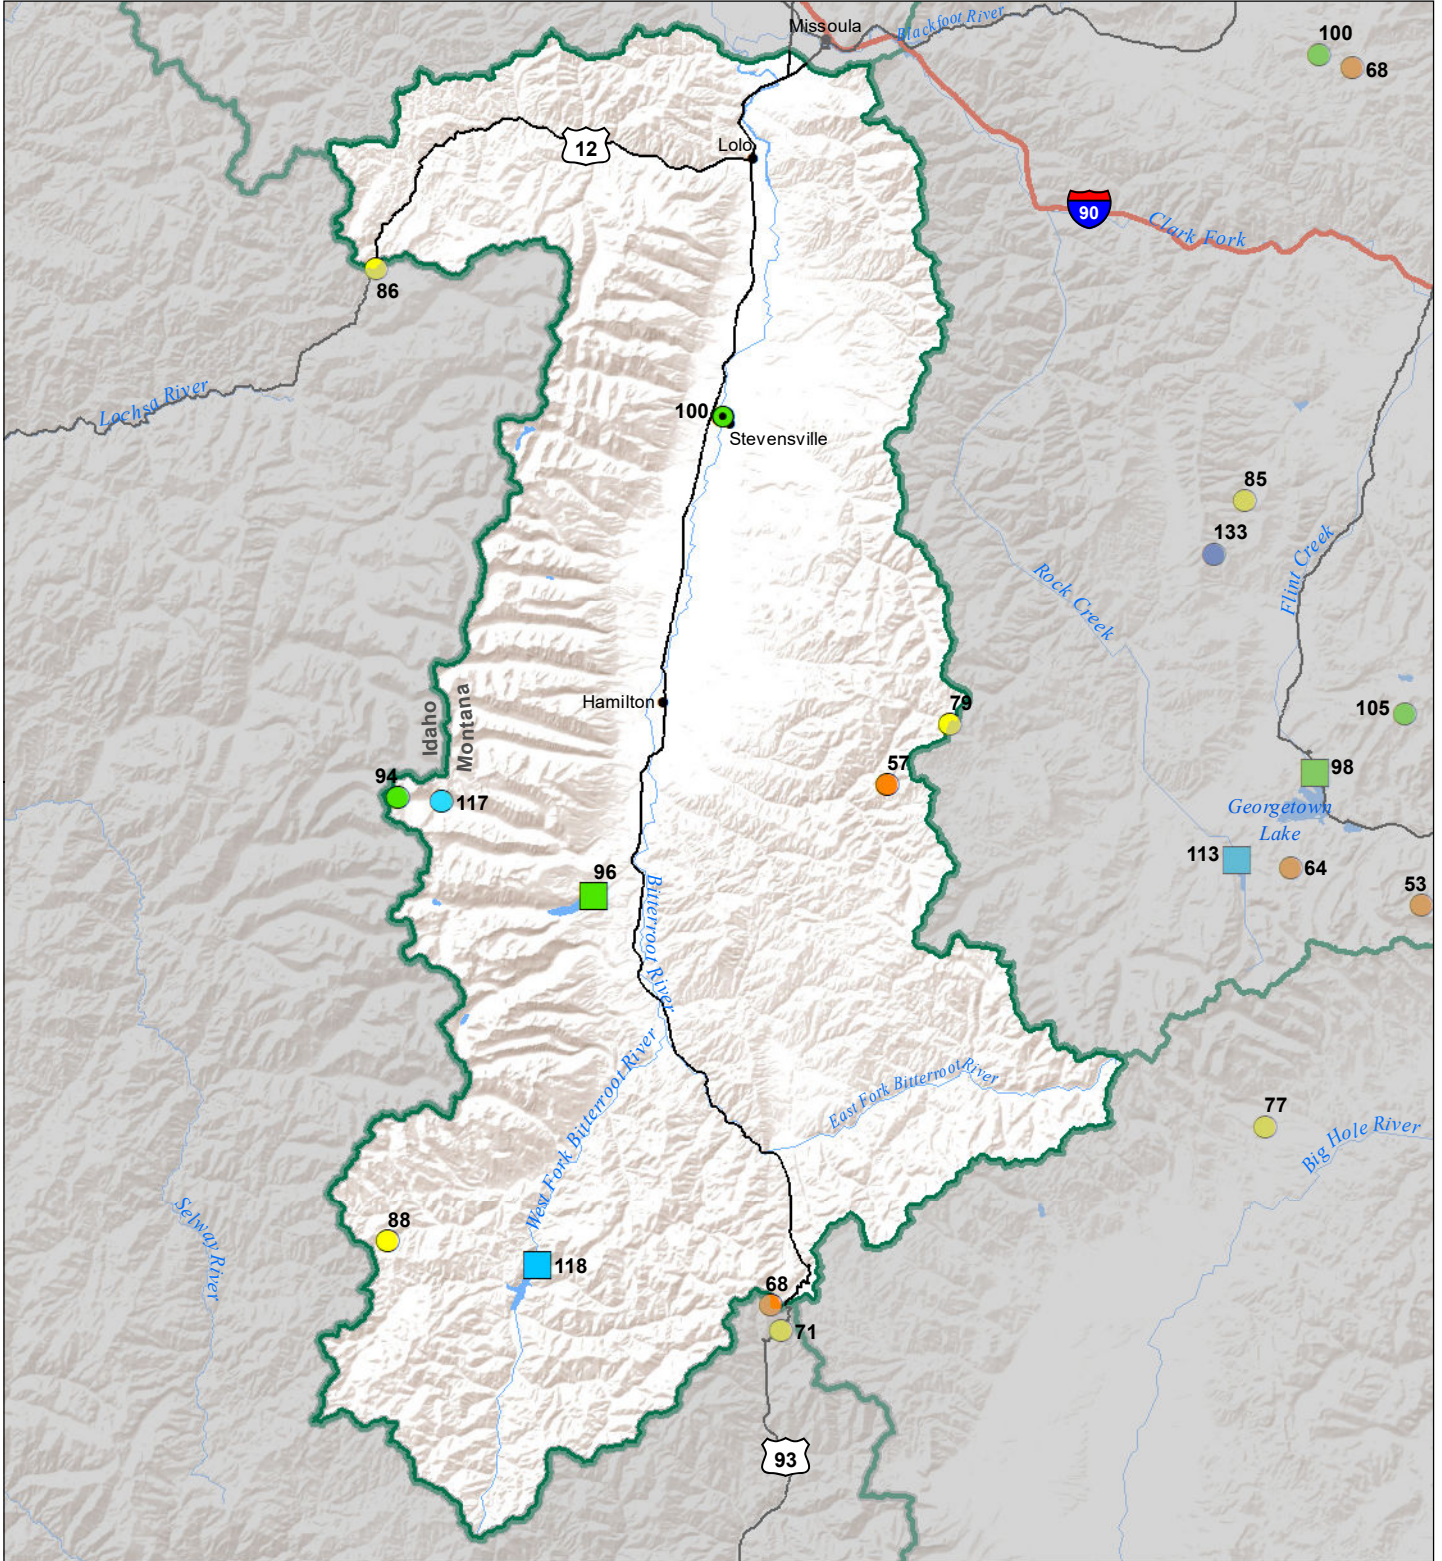 Missoula
Blackfoot River
100
68
12
Lolo
90
Clark Fork
86
Lochsa River
100
Stevensville
85
133
Flint Creek
Rock Creek
Idaho
Montana
Hamilton
79
105
57
94
117
98
Georgetown
Lake
113
64
96
53
Bitterroot River
West Fork Bitterroot River
East Fork Bitterroot River
77
Big Hole River
Selway River
88
118
68
71
93